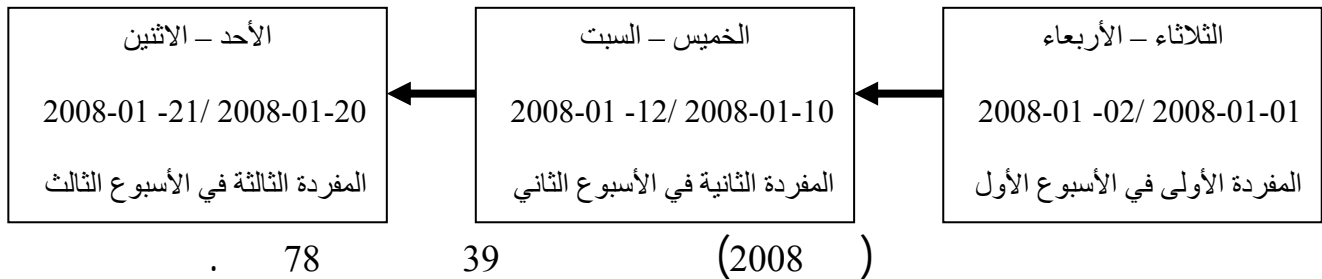 الثلاثاء – الأربعاء
2008-01 -02/ 2008-01-01
المفردة الأولى في الأسبوع الأول
الخميس – السبت
2008-01 -12/ 2008-01-10
المفردة الثانية في الأسبوع الثاني
الأحد – الاثنين
2008-01 -21/ 2008-01-20
المفردة الثالثة في الأسبوع الثالث
( 2008) 39 78 .